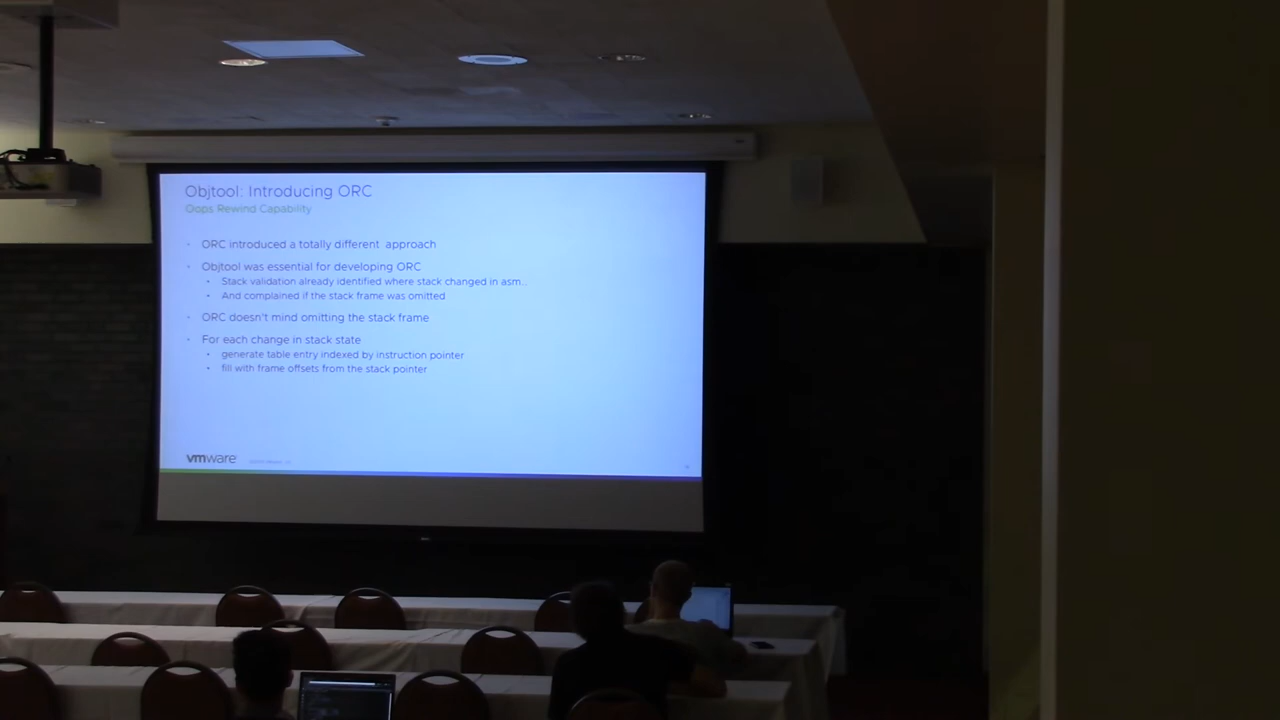 Objtool: Introducing ORC
Oops Rewind Capability
• ORC introduced a totally different approach
• Objtool was essential for developing ORC
• Stack validation already identified where stack changed in asm..
• And complained if the stack frame was omitted
• ORC doesn't mind omitting the stack frame
• For each change in stack state
• generate table entry indexed by instruction pointer
• fill with frame offsets from the stack pointer
vmware